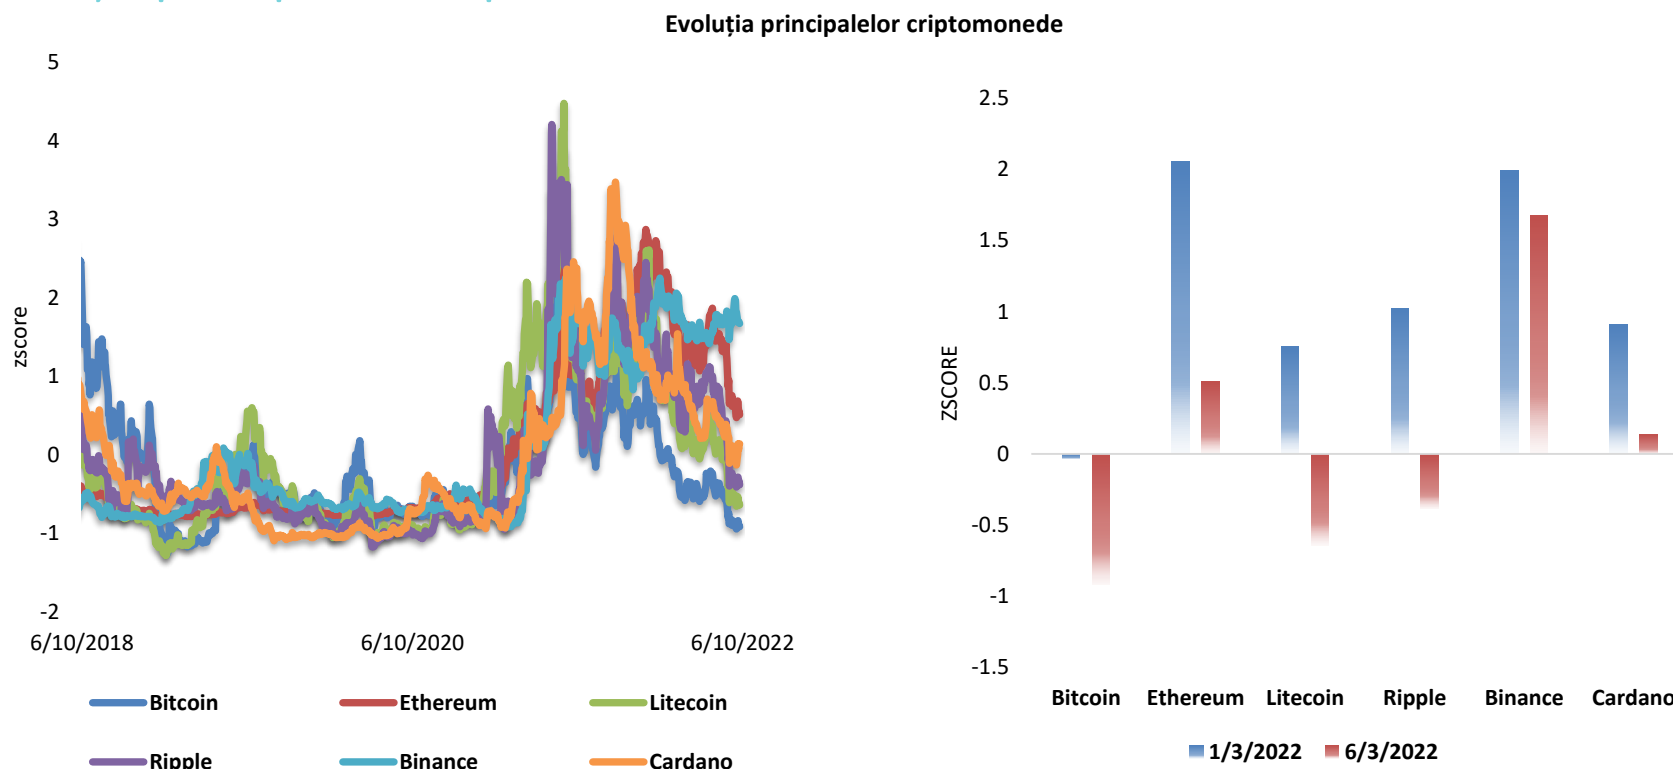 Evoluția principalelor criptomonede
5
4
3
2
1
0
-1
-2
zscore
6/10/2018
6/10/2020
6/10/2022
Bitcoin
Ethereum
Litecoin
Ripple
Binance
Cardano
2.5
2
1.5
1
0.5
0
-0.5
-1
-1.5
ZSCORE
Bitcoin
Ethereum
Litecoin
Ripple
Binance
Cardano
1/3/2022
6/3/2022